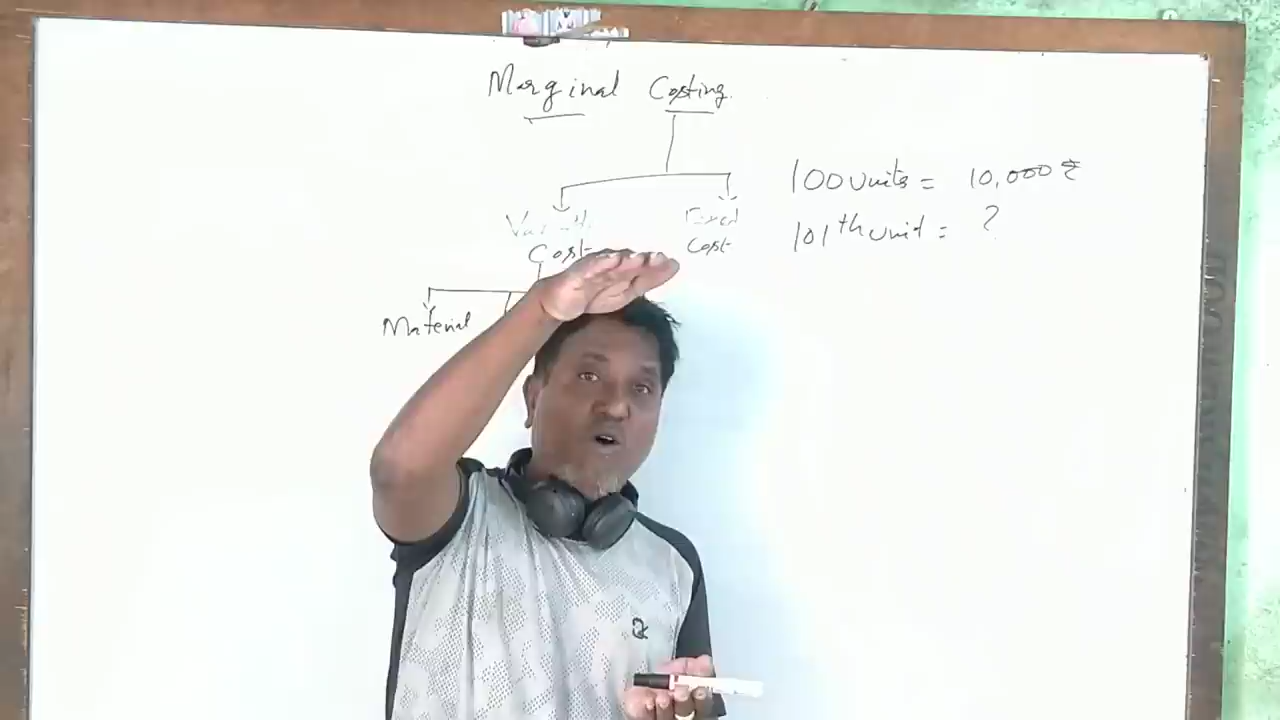 Marginal Costing
100 units = 10,000 ₹
101th unit = ?
Variable Fixed
Cost Cost
Material